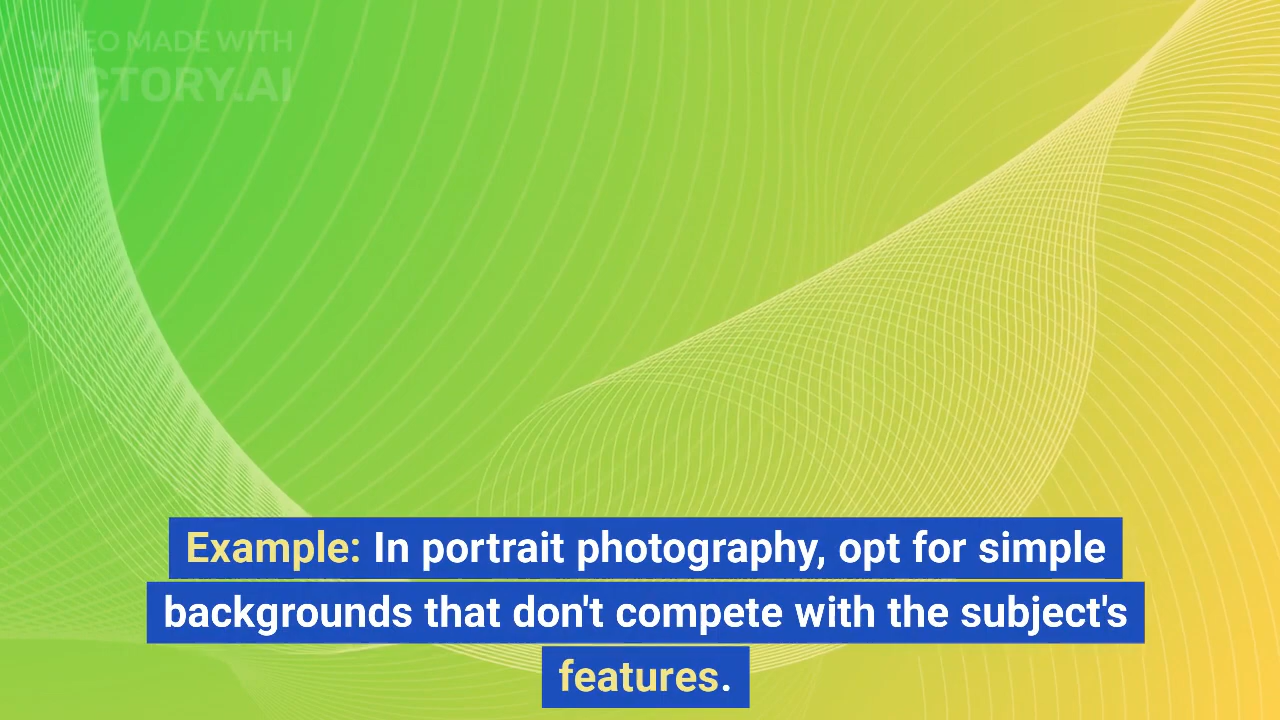 VIDEO MADE WITH
PICTORY.AI
Example: In portrait photography, opt for simple
backgrounds that don't compete with the subject's
features.